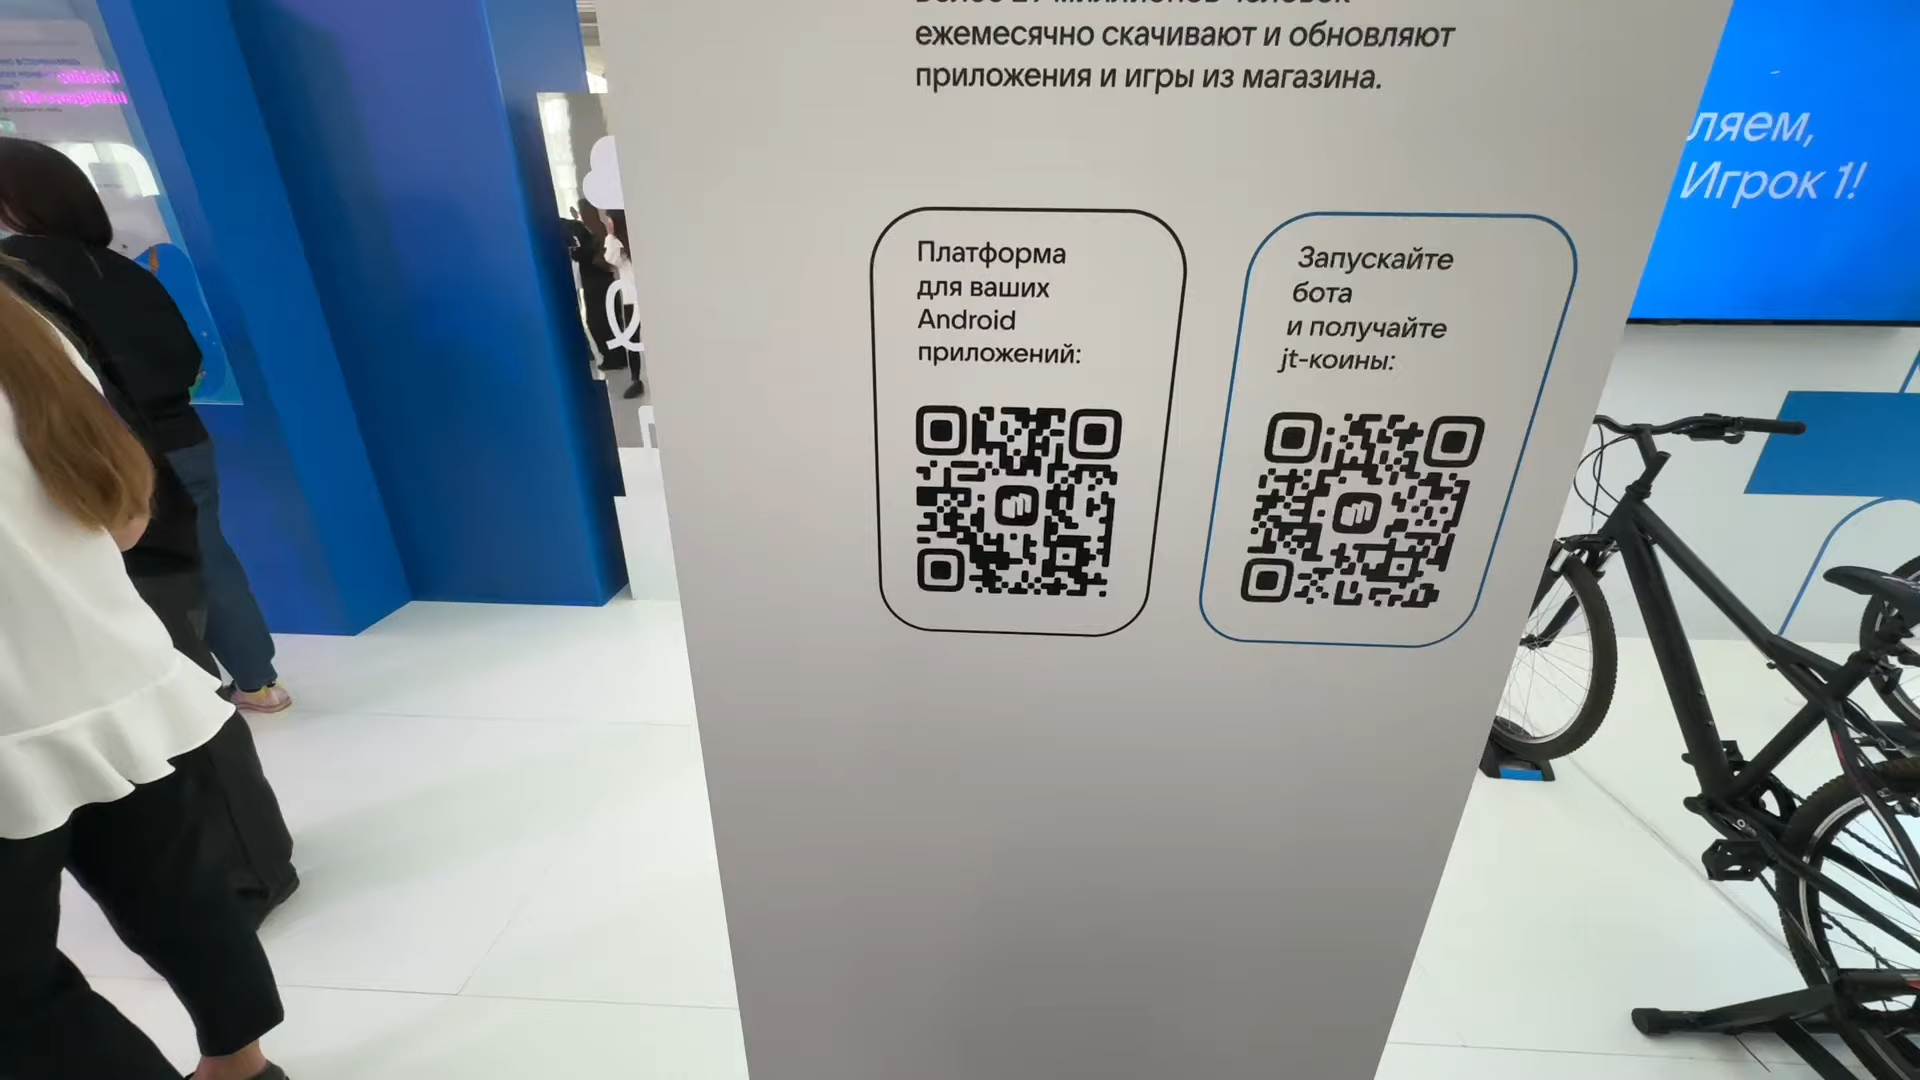 ежемесячно скачивают и обновляют
приложения и игры из магазина.
Платформа
для ваших
Android
приложений:
Запускайте
бота
и получайте
jt-коины:
ляем,
Игрок 1!